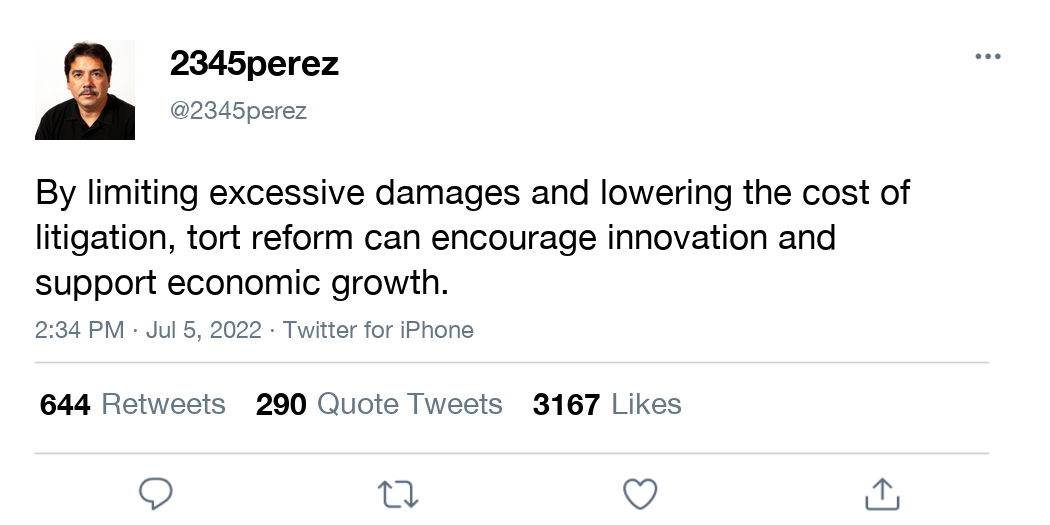 2345perez
@2345perez
By limiting excessive damages and lowering the cost of
litigation, tort reform can encourage innovation and
support economic growth.
2:34 PM · Jul 5, 2022 · Twitter for iPhone
644 Retweets 290 Quote Tweets 3167 Likes